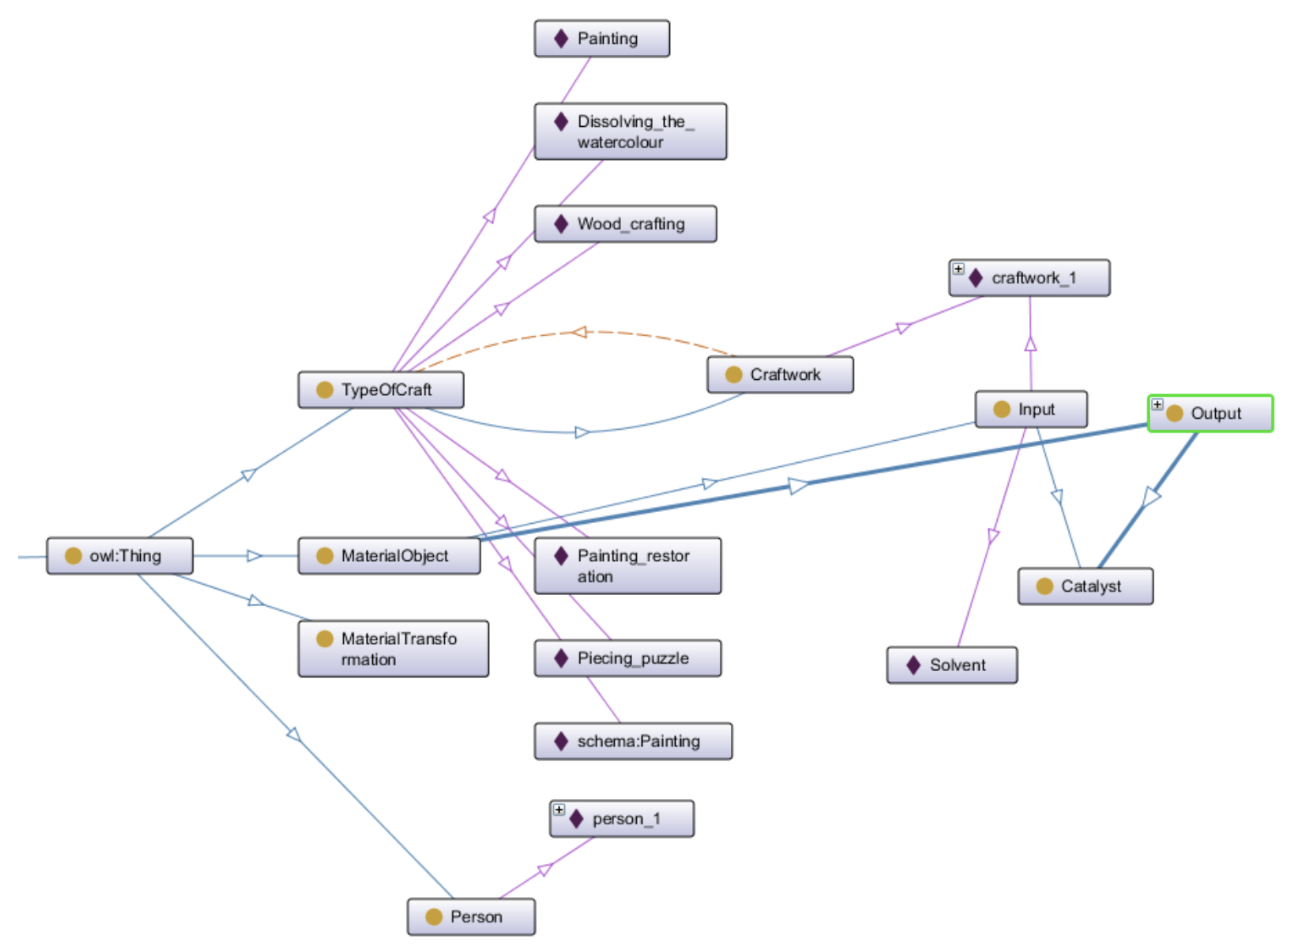 Painting
Dissolving_the_
watercolour
Wood_crafting
craftwork_1
TypeOfCraft
Craftwork
Input
Output
owl:Thing
MaterialObject
Painting_restor
ation
Catalyst
MaterialTransfo
rmation
Piecing_puzzle
Solvent
schema:Painting
person_1
Person